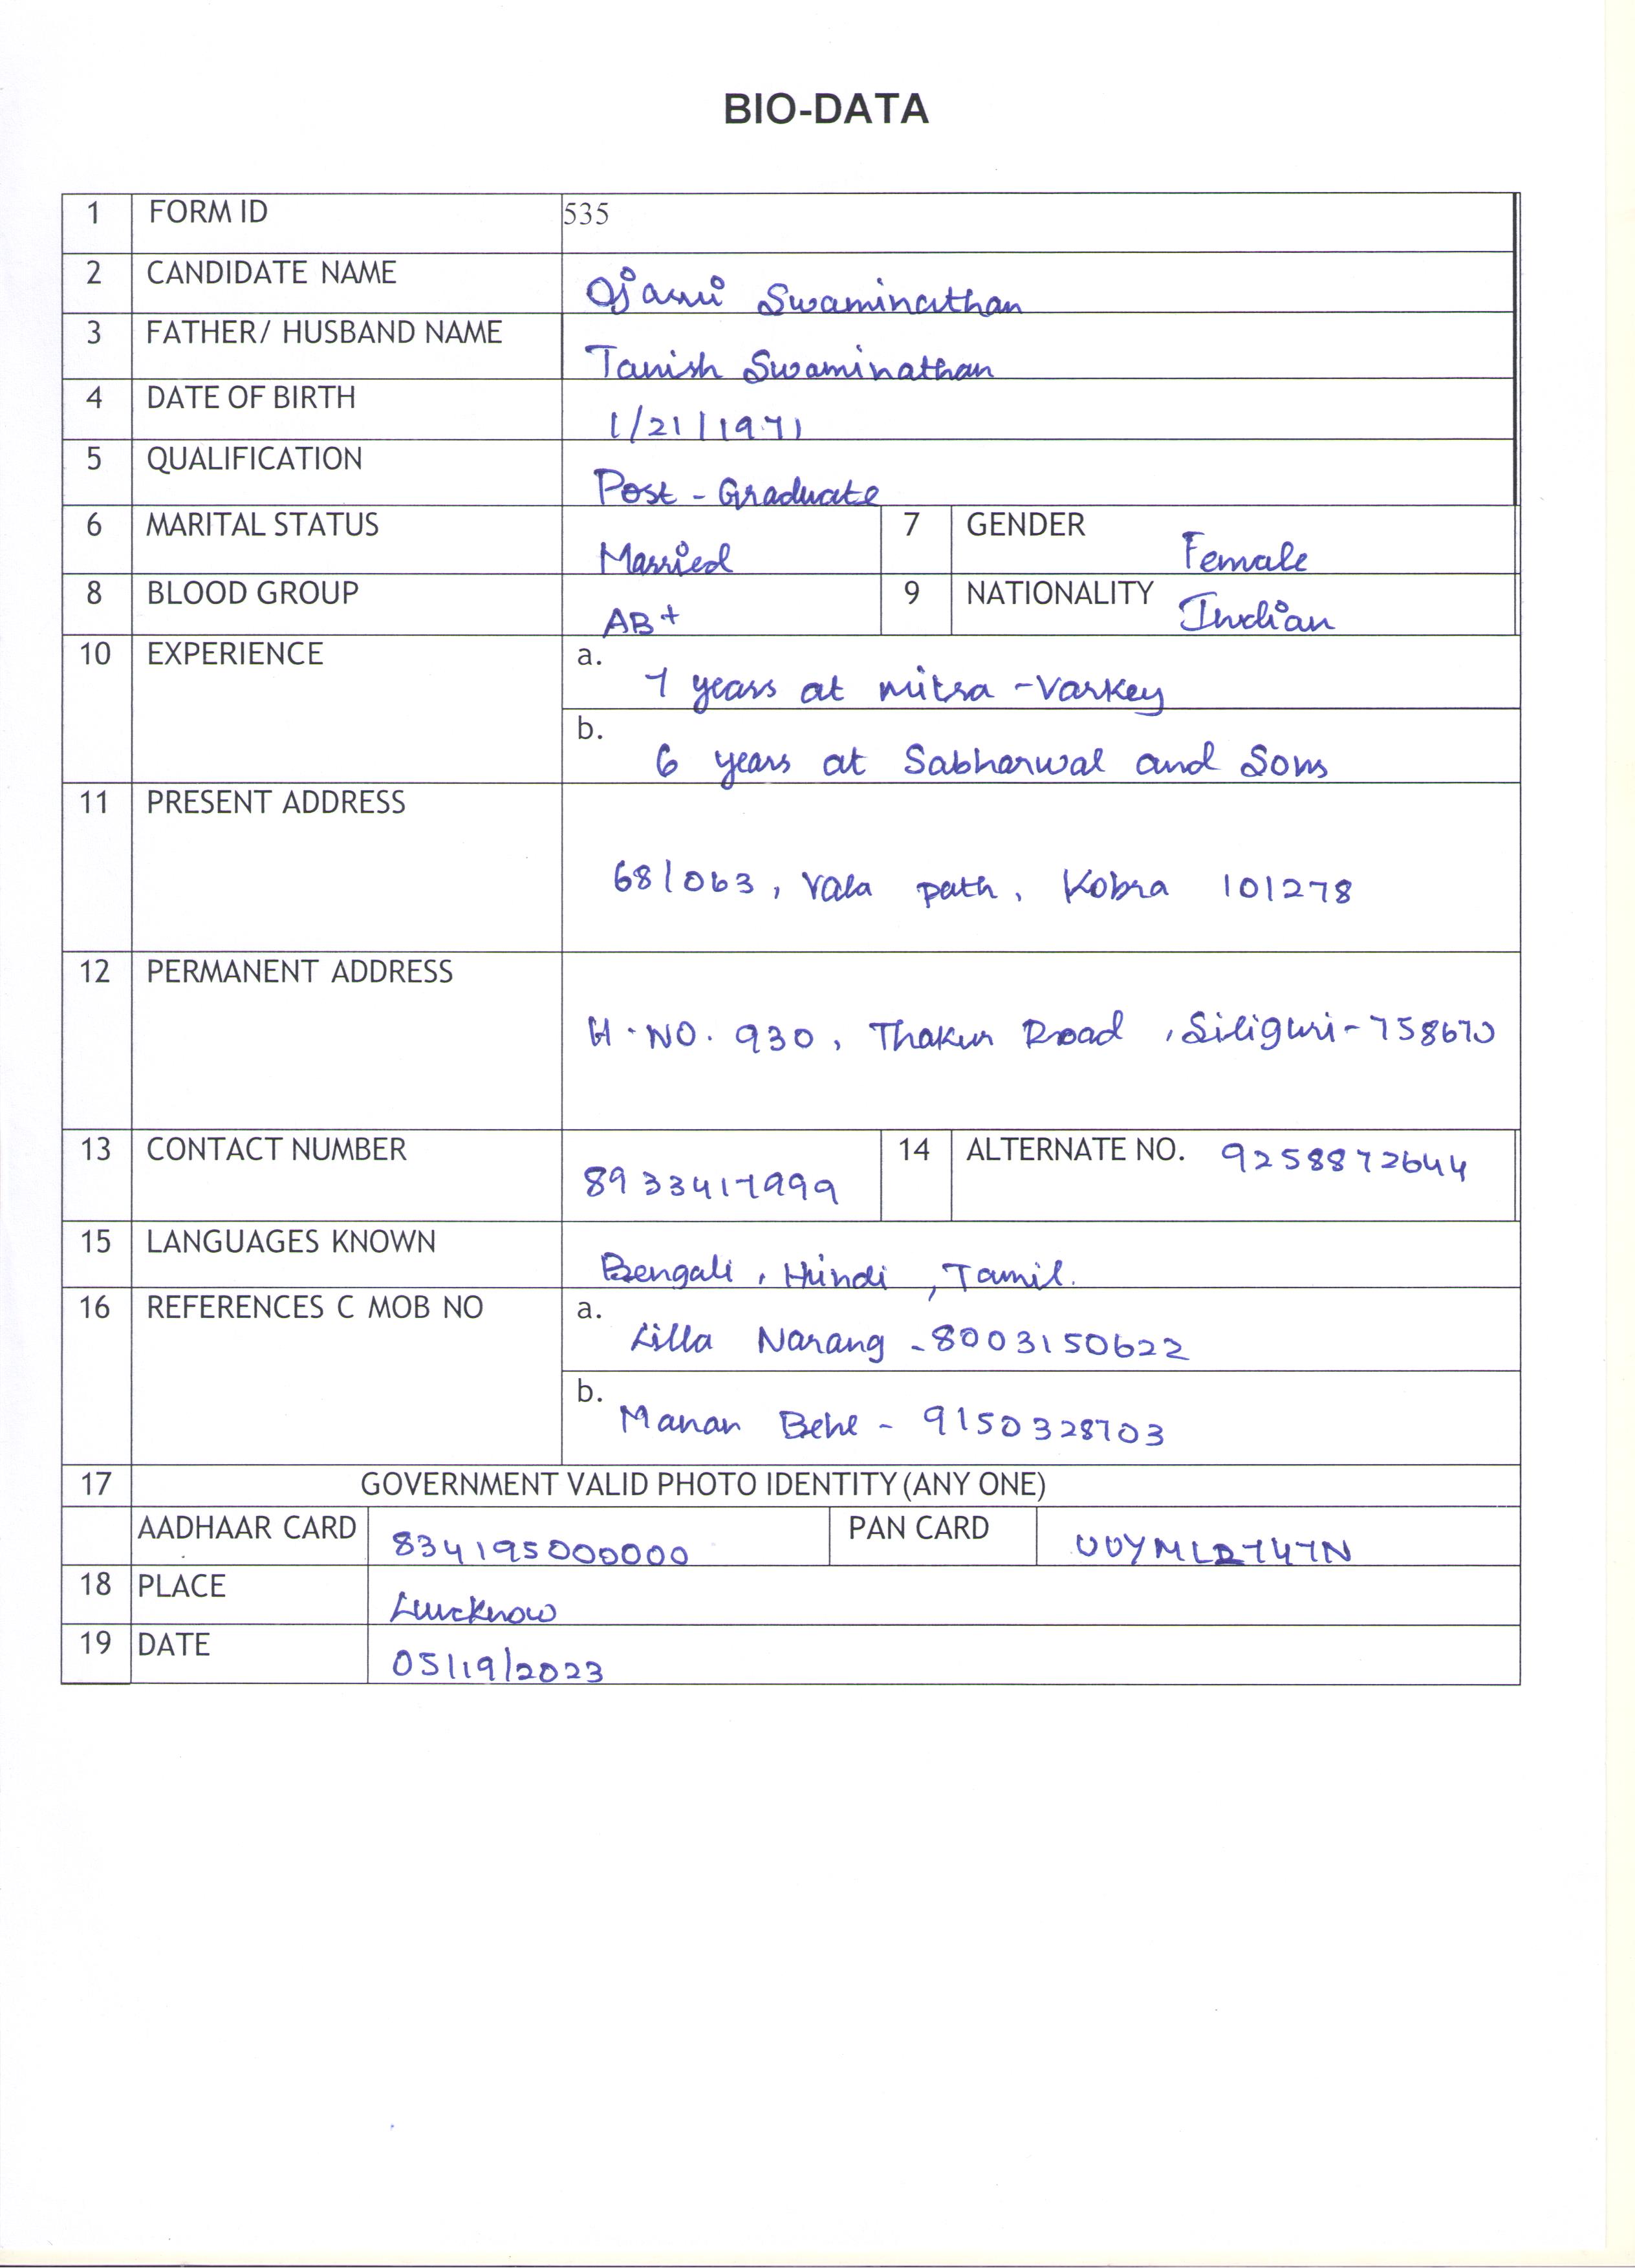 BIO-DATA
1 FORM ID 535
2 CANDIDATE NAME Ojasvi Swaminathan
3 FATHER/ HUSBAND NAME Tanish Swaminathan
4 DATE OF BIRTH 1/21/1971
5 QUALIFICATION Post - Graduate
6 MARITAL STATUS Married 7 GENDER Female
8 BLOOD GROUP AB+ 9 NATIONALITY Indian
10 EXPERIENCE a. 7 years at mitra - Varkey
b. 6 years at Sabharwal and Sons
11 PRESENT ADDRESS
68/063, Vala path, Kobra 101278
12 PERMANENT ADDRESS
H. NO. 930, Thakur Road, Siliguri - 758670
13 CONTACT NUMBER 8933417999 14 ALTERNATE NO. 9258872644
15 LANGUAGES KNOWN Bengali, Hindi, Tamil.
16 REFERENCES C MOB NO a. Lilla Narang - 8003150622
b. Manan Behl - 9150328703
17 GOVERNMENT VALID PHOTO IDENTITY (ANY ONE)
AADHAAR CARD 834195000000 PAN CARD
18 PLACE Lucknow
19 DATE 05/19/2023